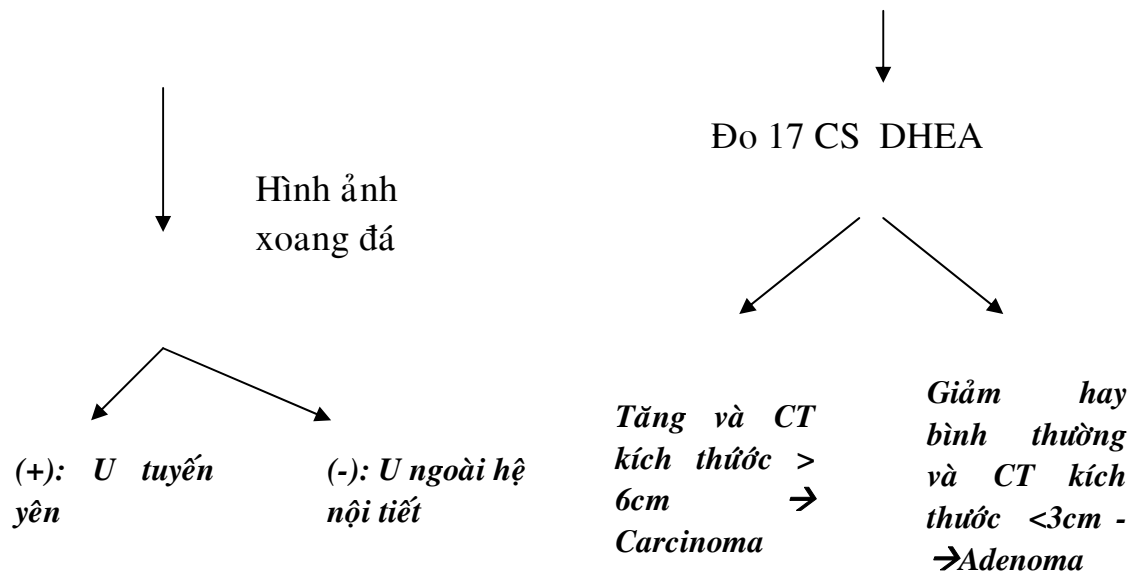 Đo 17 CS DHEA
Hình ảnh
xoang đá
(+): U tuyến
yên
(-): U ngoài hệ
nội tiết
Tăng và CT
kích thước >
6cm →
Carcinoma
Giảm hay
bình thường
và CT kích
thước <3cm -
→Adenoma